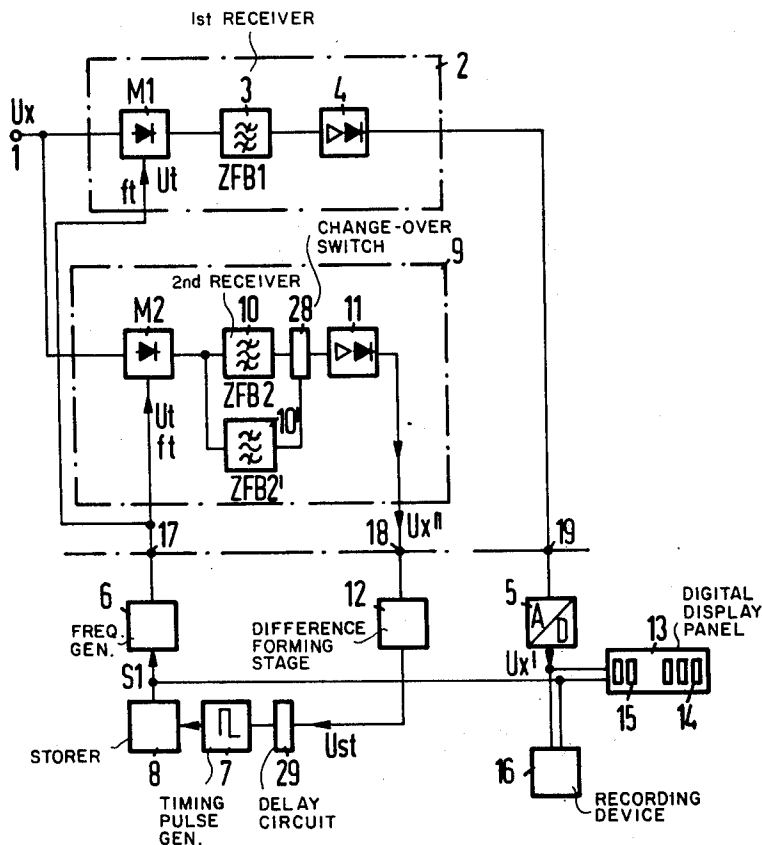 1st RECEIVER
2
M1
3
4
Ux
1
ZFB1
ft
Ut
CHANGE-OVER
SWITCH
9
2nd RECEIVER
M2
10
28
11
ZFB2
Ut
ft
10'
ZFB2'
17
18
Ux"
19
6
FREQ.
GEN.
12
DIFFERENCE
FORMING
STAGE
5
A
D
DIGITAL
DISPLAY
PANEL
13
S1
Ux'
15
14
STORER
8
7
29
Ust
16
TIMING
PULSE
GEN.
DELAY
CIRCUIT
RECORDING
DEVICE